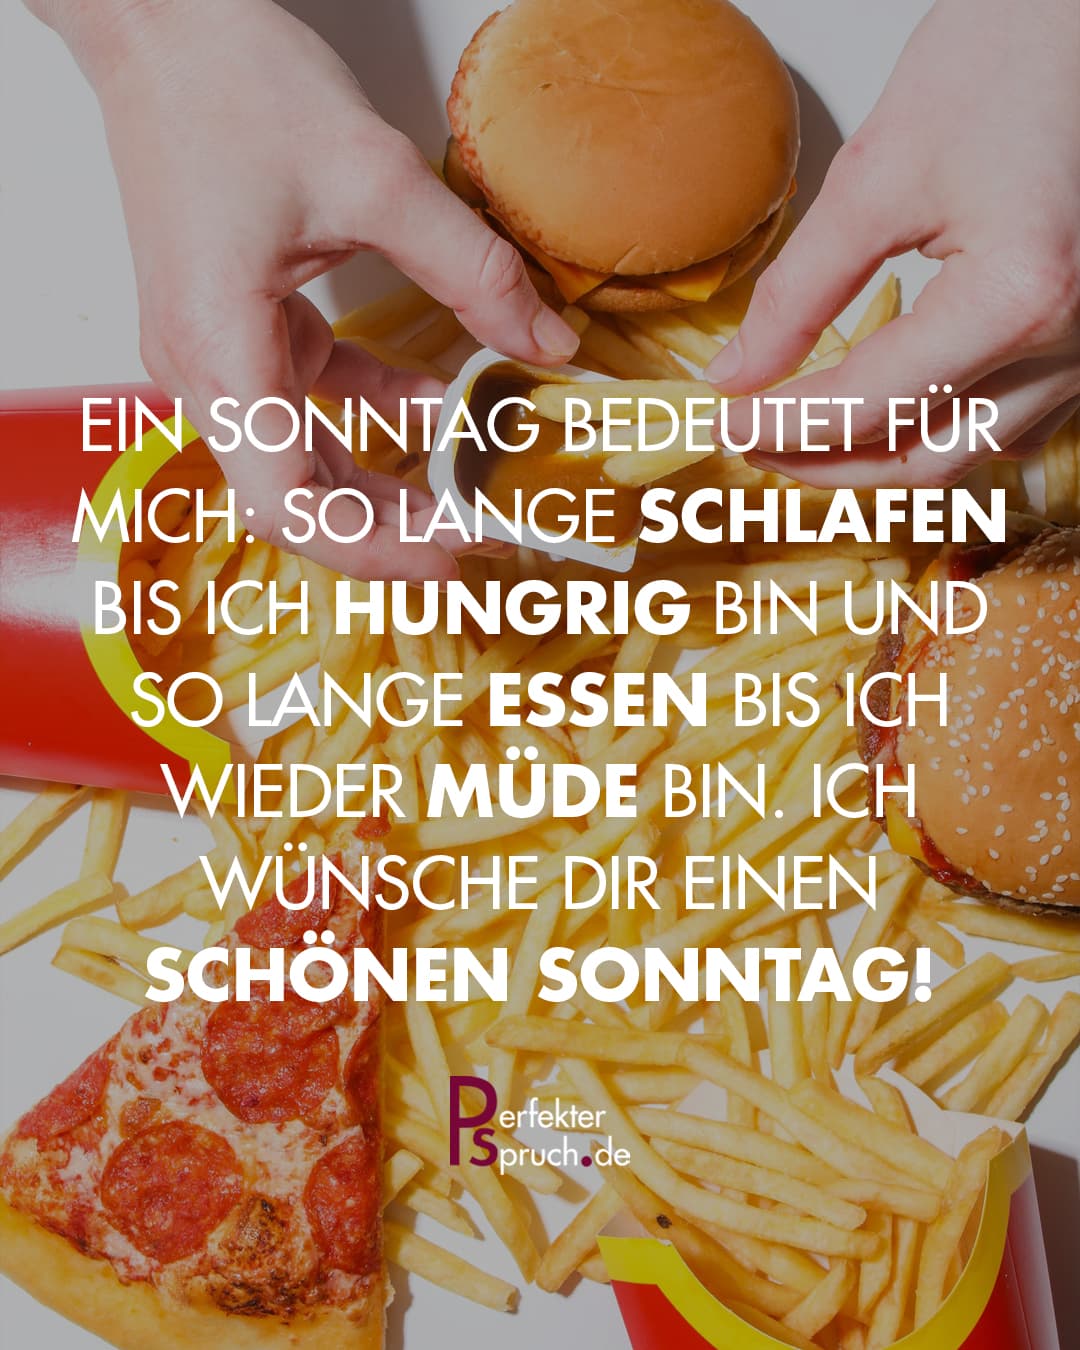 EIN SONNTAG BEDEUTET FÜR
MICH: SO LANGE SCHLAFEN
BIS ICH HUNGRIG BIN UND
SO LANGE ESSEN BIS ICH
WIEDER MÜDE BIN. ICH
WÜNSCHE DIR EINEN
SCHÖNEN SONNTAG!
Perfekter
Spruch.de